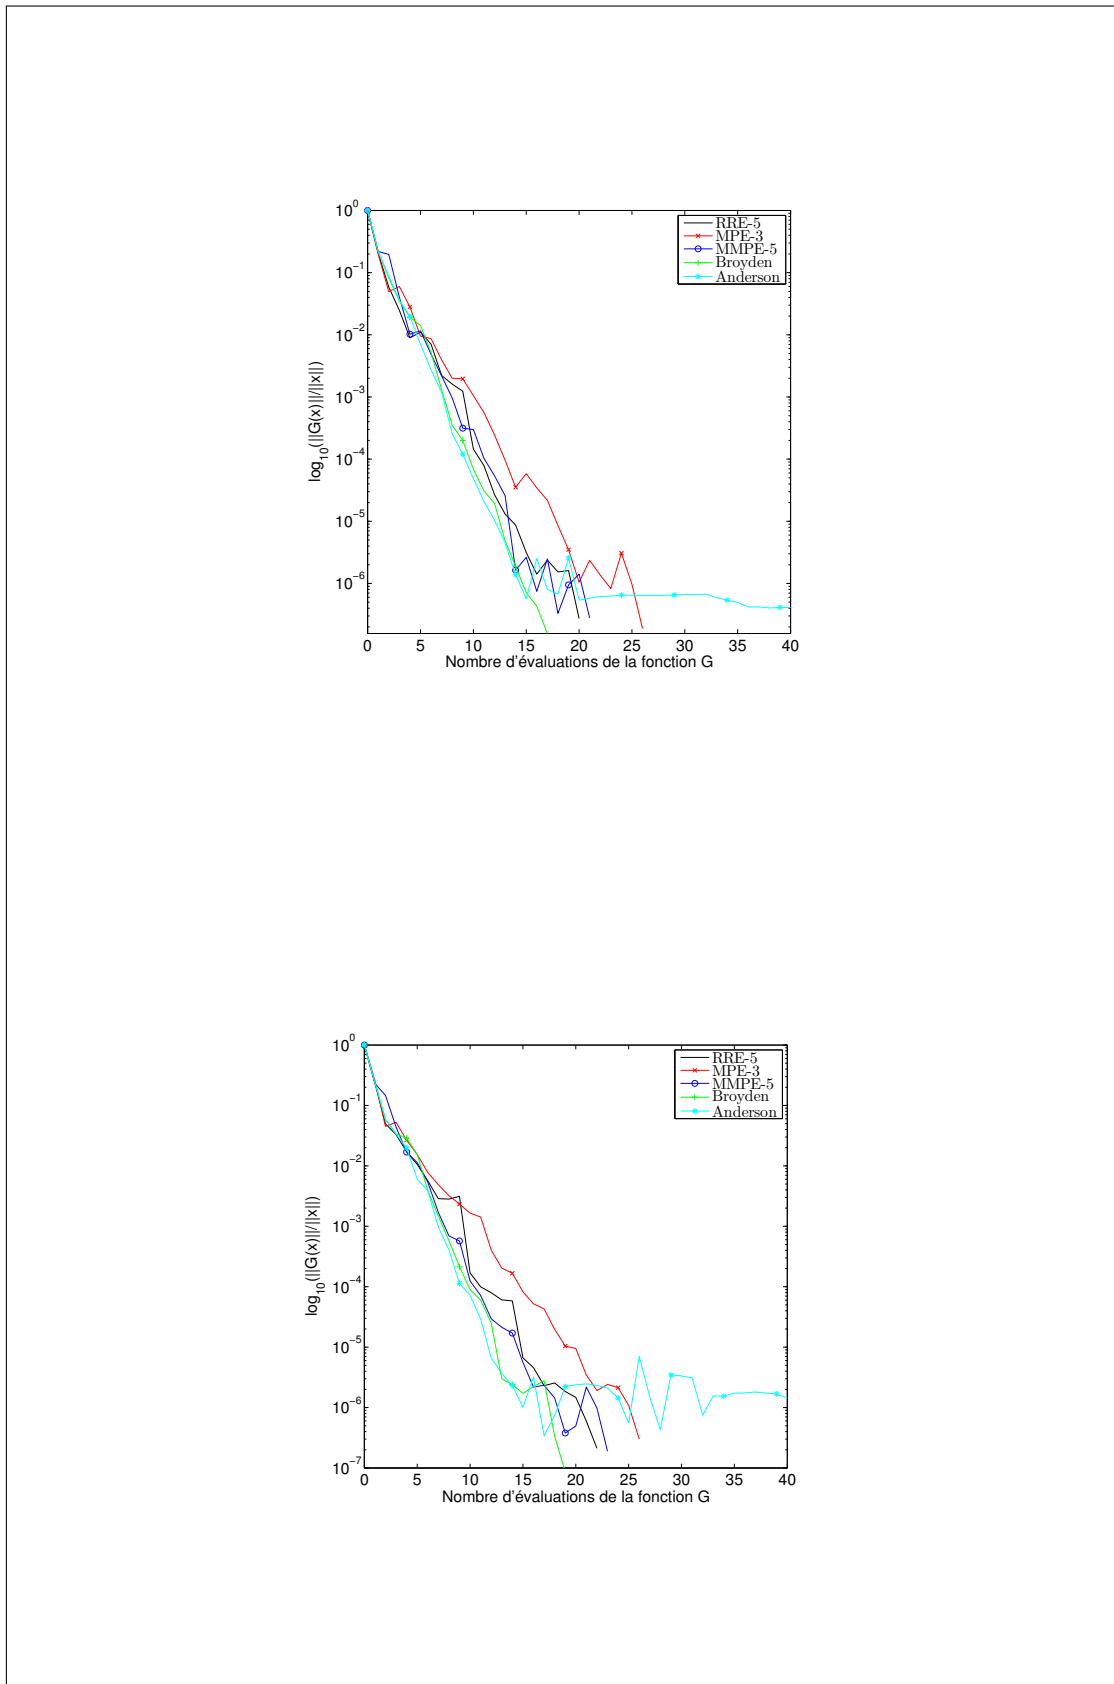 10^0
10^-1
10^-2
10^-3
10^-4
10^-5
10^-6
log10(||G(x)||/||x||)
RRE-5
MPE-3
MMPE-5
Broyden
Anderson
0 5 10 15 20 25 30 35 40
Nombre d'évaluations de la fonction G
10^0
10^-1
10^-2
10^-3
10^-4
10^-5
10^-6
10^-7
log10(||G(x)||/||x||)
RRE-5
MPE-3
MMPE-5
Broyden
Anderson
0 5 10 15 20 25 30 35 40
Nombre d'évaluations de la fonction G